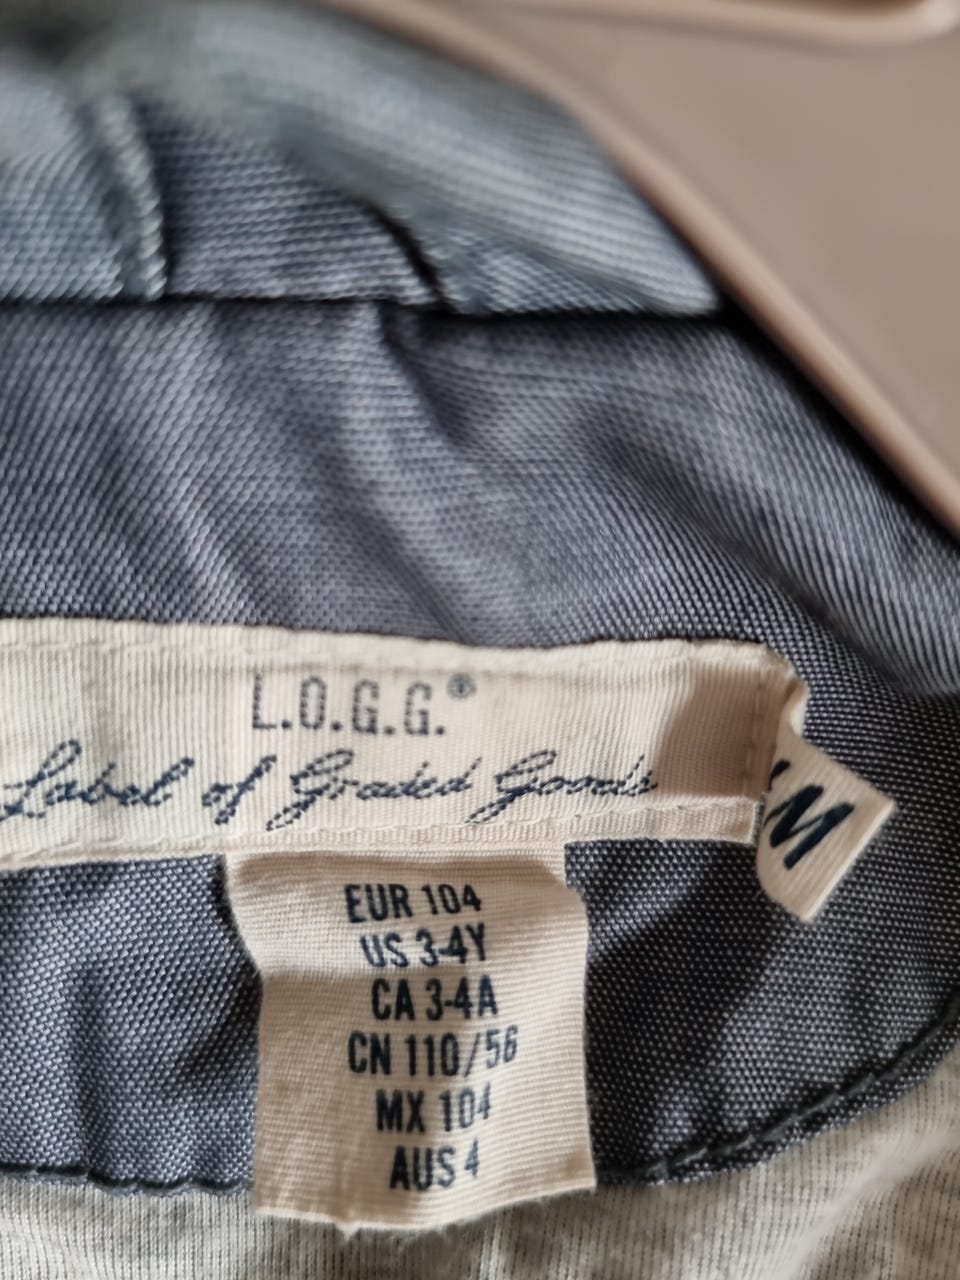 L.O.G.G.®
Label of Graded Goods
M
EUR 104
US 3-4Y
CA 3-4A
CN 110/56
MX 104
AUS 4